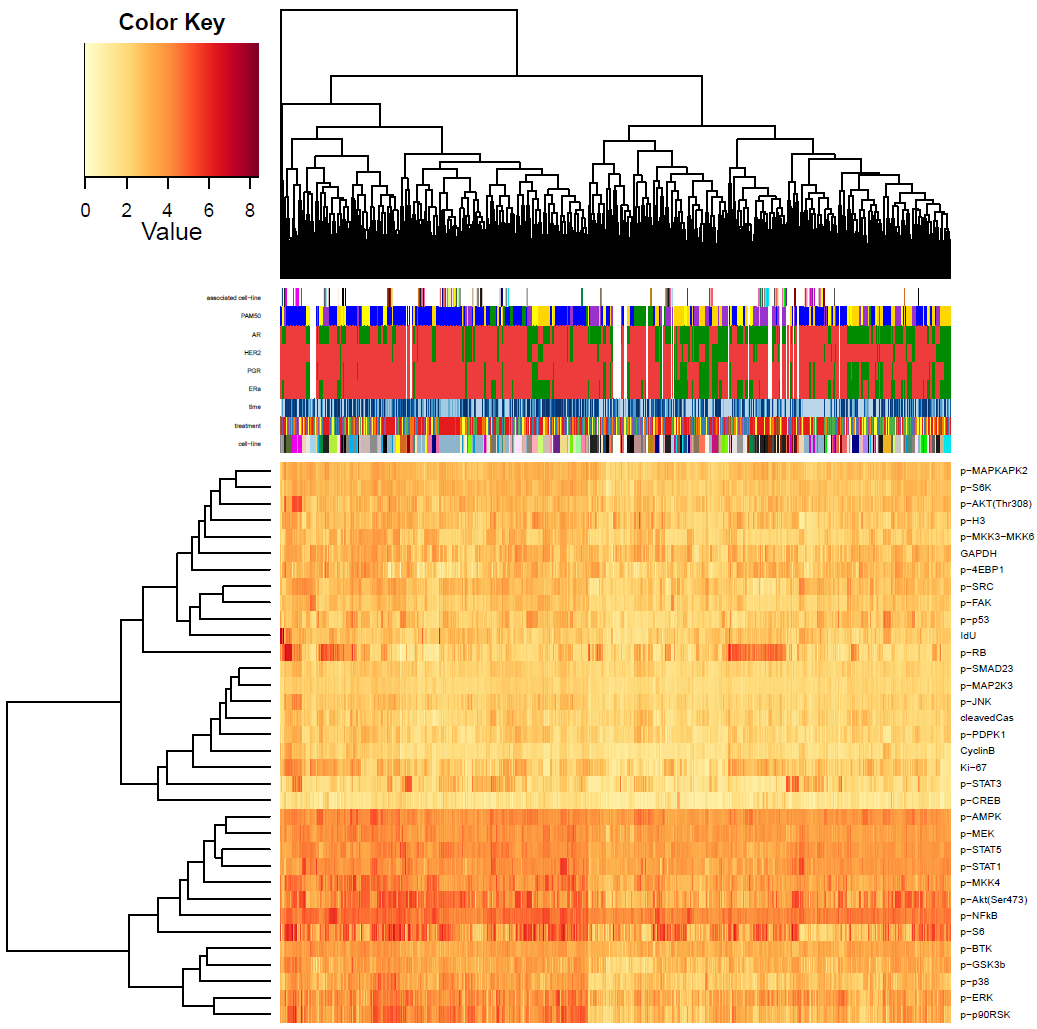 Color Key
0 2 4 6 8
Value
associated cell-line
PAM50
AR
HER2
PGR
ERa
time
treatment
cell-line
p-MAPKAPK2
p-S6K
p-AKT(Thr308)
p-H3
p-MKK3-MKK6
GAPDH
p-4EBP1
p-SRC
p-FAK
p-p53
IdU
p-RB
p-SMAD23
p-MAP2K3
p-JNK
cleavedCas
p-PDPK1
CyclinB
Ki-67
p-STAT3
p-CREB
p-AMPK
p-MEK
p-STAT5
p-STAT1
p-MKK4
p-Akt(Ser473)
p-NFkB
p-S6
p-BTK
p-GSK3b
p-p38
p-ERK
p-p90RSK